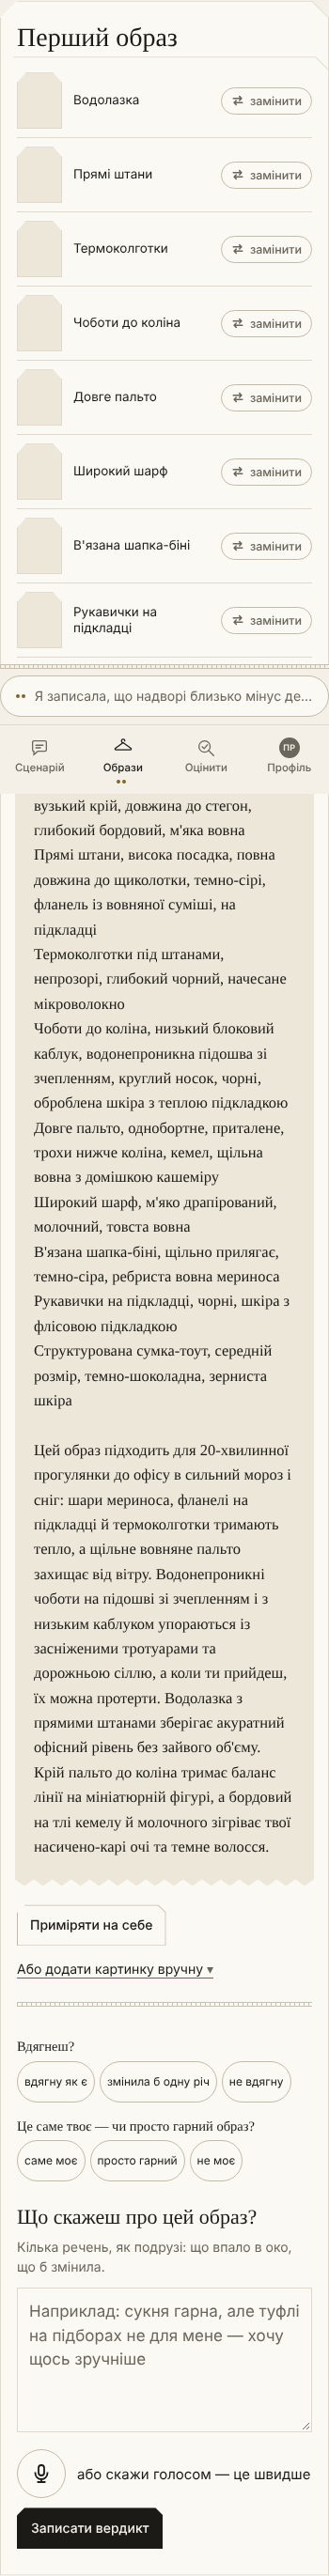 Перший образ
Водолазка
замінити
Прямі штани
замінити
Термоколготки
замінити
Чоботи до коліна
замінити
Довге пальто
замінити
Широкий шарф
замінити
В'язана шапка-біні
замінити
Рукавички на
підкладці
замінити
Я записала, що надворі близько мінус де...
Сценарій
Образи
Оцінити
ПР
Профіль
вузький крій, довжина до стегон,
глибокий бордовий, м'яка вовна
Прямі штани, висока посадка, повна
довжина до щиколотки, темно-сірі,
фланель із вовняної суміші, на
підкладці
Термоколготки під штанами,
непрозорі, глибокий чорний, начесане
мікроволокно
Чоботи до коліна, низький блоковий
каблук, водонепроникна підошва зі
зчепленням, круглий носок, чорні,
оброблена шкіра з теплою підкладкою
Довге пальто, однобортне, приталене,
трохи нижче коліна, кемел, щільна
вовна з домішкою кашеміру
Широкий шарф, м'яко драпірований,
молочний, товста вовна
В'язана шапка-біні, щільно прилягає,
темно-сіра, ребриста вовна мериноса
Рукавички на підкладці, чорні, шкіра з
флісовою підкладкою
Структурована сумка-тоут, середній
розмір, темно-шоколадна, зерниста
шкіра
Цей образ підходить для 20-хвилинної
прогулянки до офісу в сильний мороз і
сніг: шари мериноса, фланелі на
підкладці й термоколготки тримають
тепло, а щільне вовняне пальто
захищає від вітру. Водонепроникні
чоботи на підошві зі зчепленням і з
низьким каблуком упораються із
засніженими тротуарами та
дорожньою сіллю, а коли ти прийдеш,
їх можна протерти. Водолазка з
прямими штанами зберігає акуратний
офісний рівень без зайвого об'єму.
Крій пальто до коліна тримає баланс
лінії на мініатюрній фігурі, а бордовий
на тлі кемелу й молочного зігріває твої
насичено-карі очі та темне волосся.
Приміряти на себе
Або додати картинку вручну ▾
Вдягнеш?
вдягну як є
змінила б одну річ
не вдягну
Це саме твоє — чи просто гарний образ?
саме моє
просто гарний
не моє
Що скажеш про цей образ?
Кілька речень, як подрузі: що впало в око,
що б змінила.
Наприклад: сукня гарна, але туфлі
на підборах не для мене — хочу
щось зручніше
або скажи голосом — це швидше
Записати вердикт